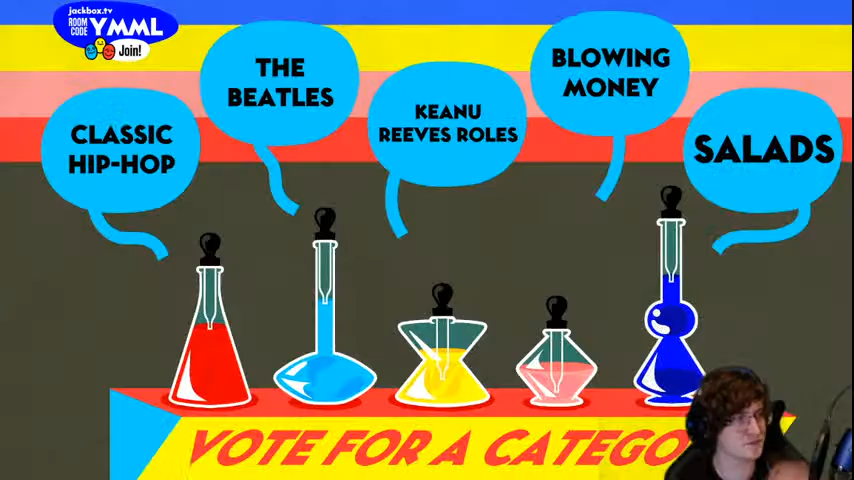 jackbox.tv
ROOM
CODE
YMML
Join!
CLASSIC
HIP-HOP
THE
BEATLES
KEANU
REEVES ROLES
BLOWING
MONEY
SALADS
VOTE FOR A CATEGO